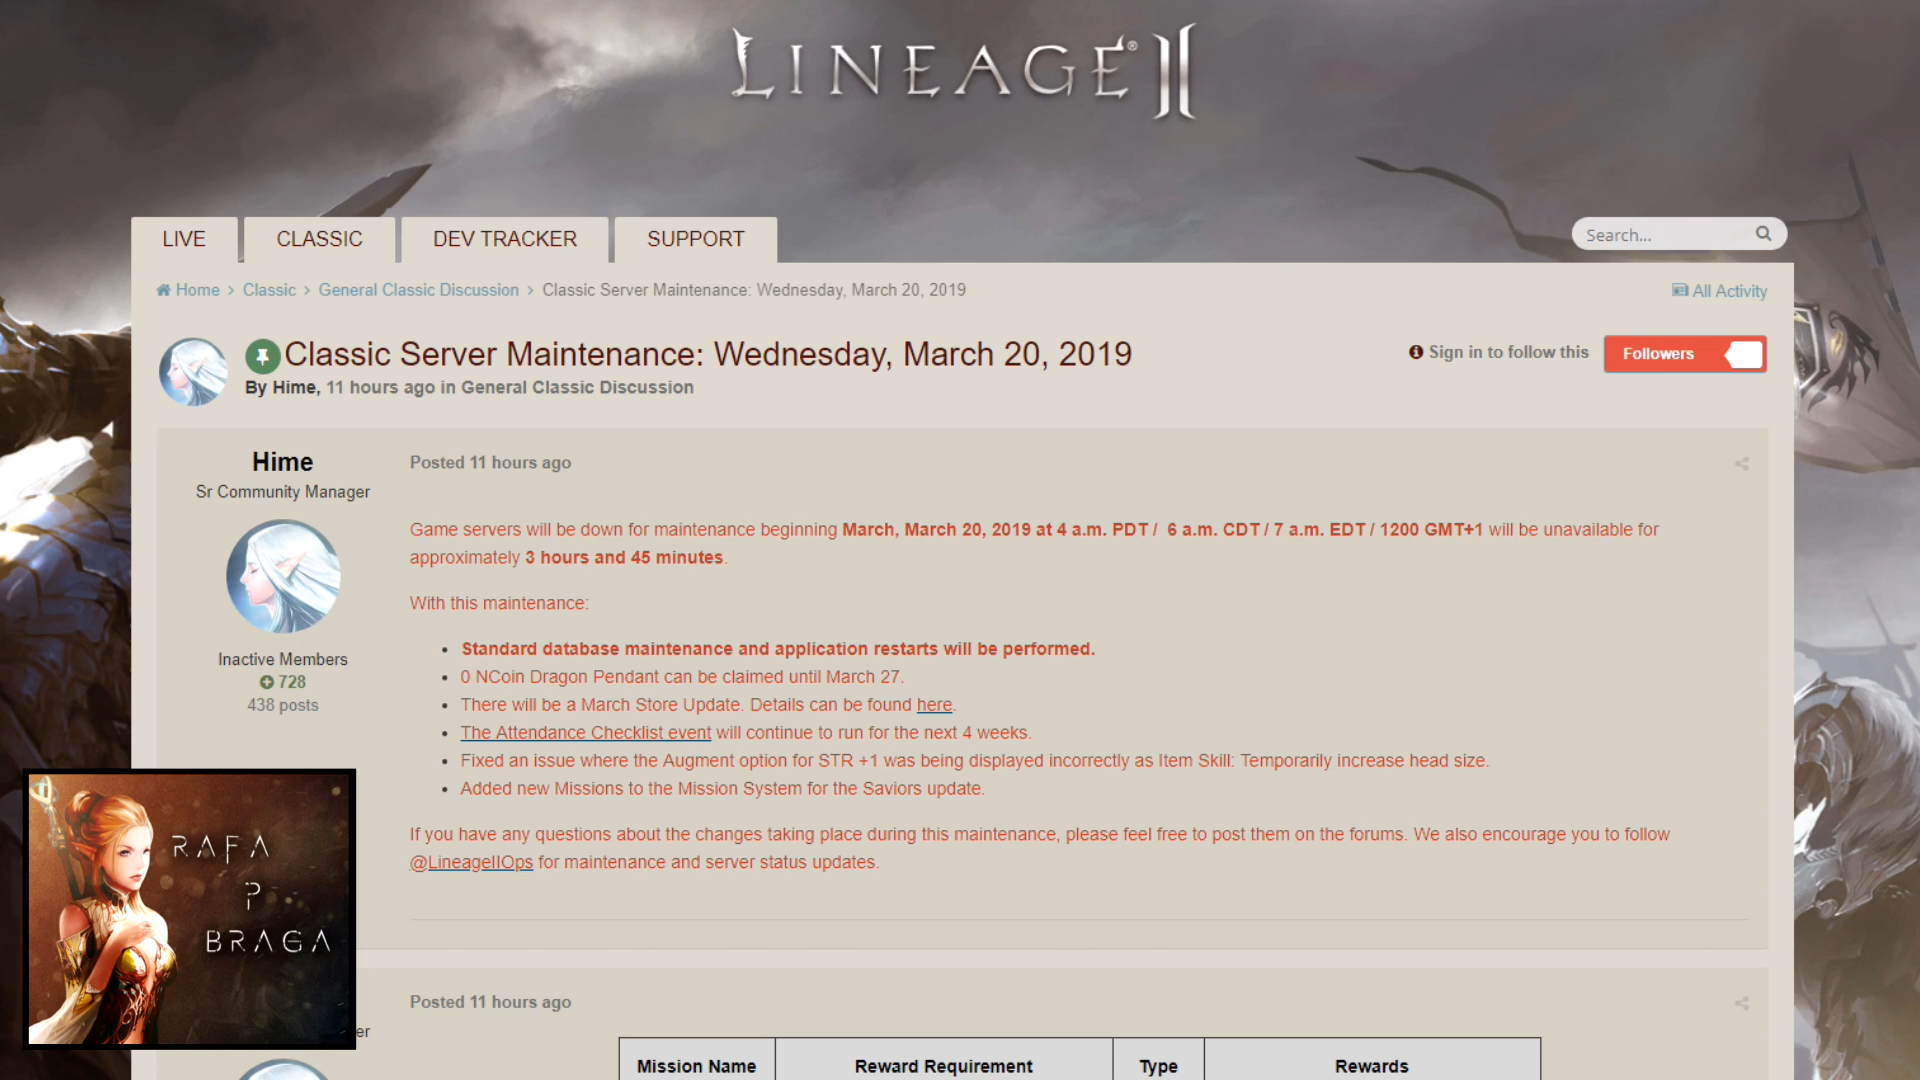 LINEAGE® II
LIVE
CLASSIC
DEV TRACKER
SUPPORT
Search...
Home > Classic > General Classic Discussion > Classic Server Maintenance: Wednesday, March 20, 2019
All Activity
Classic Server Maintenance: Wednesday, March 20, 2019
By Hime, 11 hours ago in General Classic Discussion
Sign in to follow this
Followers
Hime
Sr Community Manager
Inactive Members
728
438 posts
Posted 11 hours ago
Game servers will be down for maintenance beginning March, March 20, 2019 at 4 a.m. PDT / 6 a.m. CDT / 7 a.m. EDT / 1200 GMT+1 will be unavailable for
approximately 3 hours and 45 minutes.
With this maintenance:
• Standard database maintenance and application restarts will be performed.
• 0 NCoin Dragon Pendant can be claimed until March 27.
• There will be a March Store Update. Details can be found here.
• The Attendance Checklist event will continue to run for the next 4 weeks.
• Fixed an issue where the Augment option for STR +1 was being displayed incorrectly as Item Skill: Temporarily increase head size.
• Added new Missions to the Mission System for the Saviors update.
If you have any questions about the changes taking place during this maintenance, please feel free to post them on the forums. We also encourage you to follow
@LineageIIOps for maintenance and server status updates.
RAFA
P
BRAGA
er
Posted 11 hours ago
Mission Name
Reward Requirement
Type
Rewards